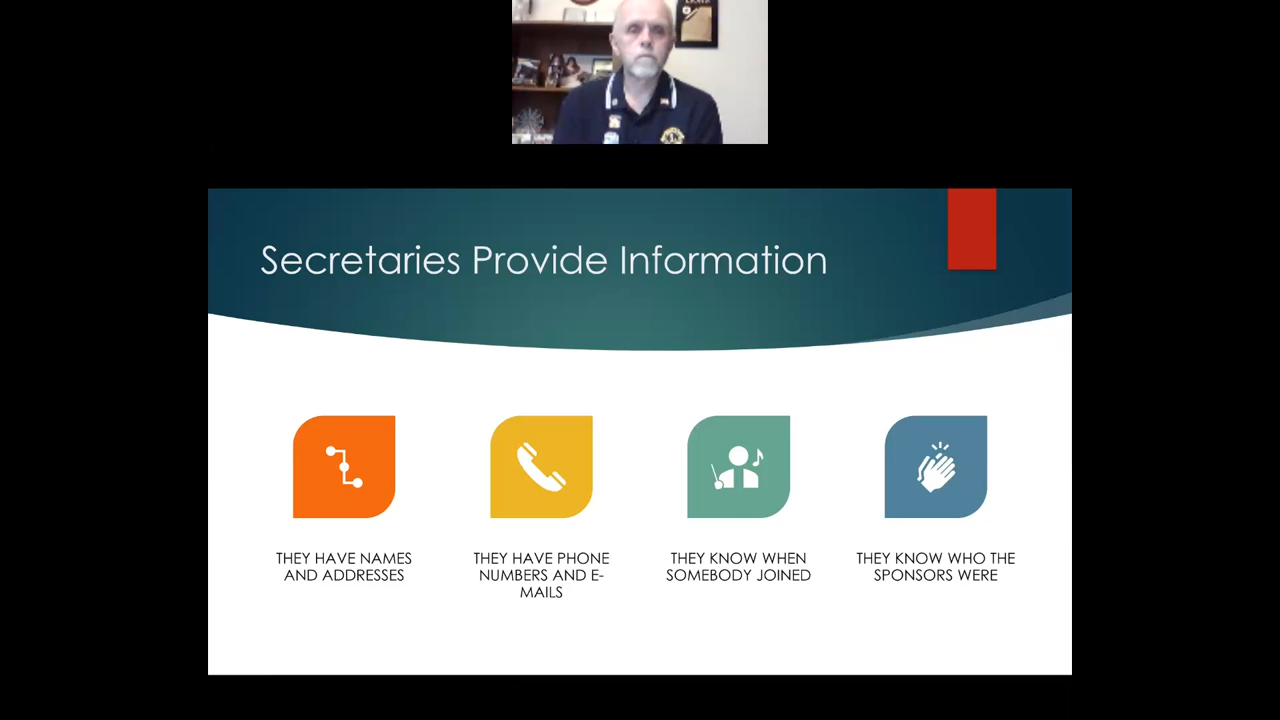 Secretaries Provide Information
THEY HAVE NAMES
AND ADDRESSES
THEY HAVE PHONE
NUMBERS AND E-
MAILS
THEY KNOW WHEN
SOMEBODY JOINED
THEY KNOW WHO THE
SPONSORS WERE